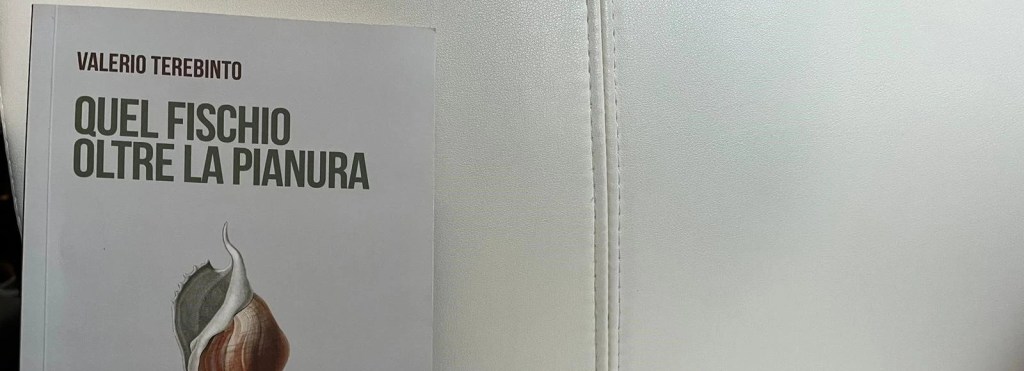 VALERIO TEREBINTO
QUEL FISCHIO
OLTRE LA PIANURA